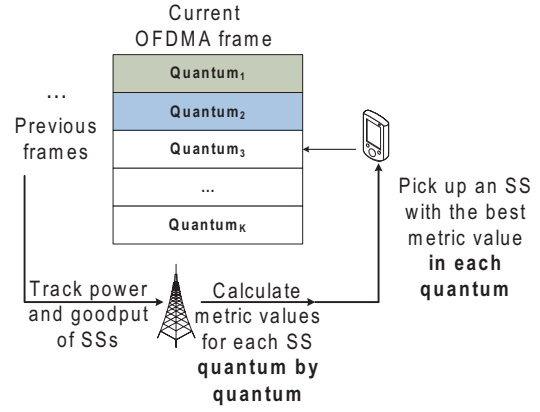 Current
OFDMA frame
Quantum₁
Quantum₂
Quantum₃
...
Quantum_K
...
Previous
frames
Track power
and goodput
of SSs
Calculate
metric values
for each SS
quantum by
quantum
Pick up an SS
with the best
metric value
in each
quantum